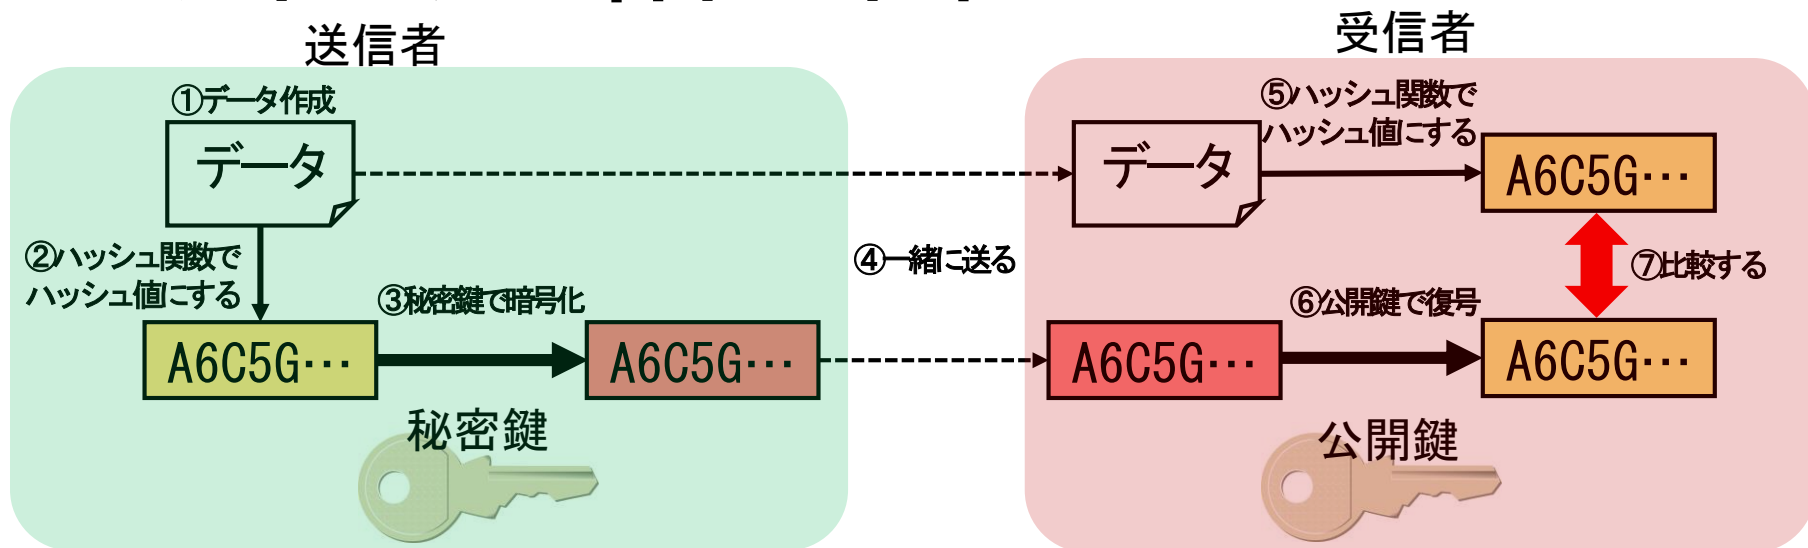 送信者
受信者
①データ作成
データ
②ハッシュ関数で
ハッシュ値にする
A6C5G…
③秘密鍵で暗号化
A6C5G…
秘密鍵
④一緒に送る
データ
⑤ハッシュ関数で
ハッシュ値にする
A6C5G…
⑦比較する
A6C5G…
⑥公開鍵で復号
A6C5G…
公開鍵